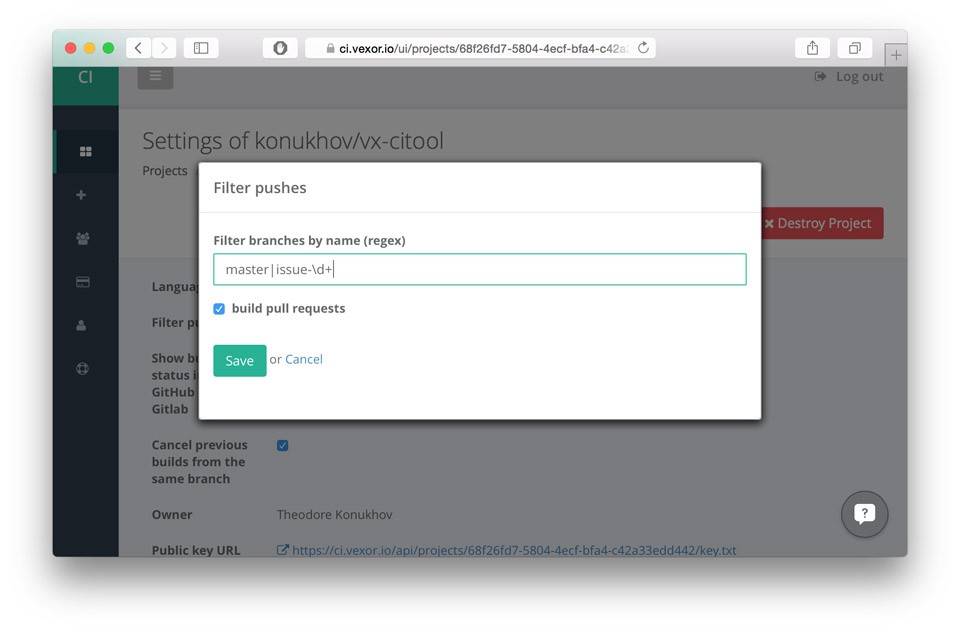 ci.vexor.io/ui/projects/68f26fd7-5804-4ecf-bfa4-c42a
CI
Log out
Settings of konukhov/vx-citool
Projects
Filter pushes
Destroy Project
Filter branches by name (regex)
master|issue-\d+
build pull requests
Save or Cancel
Cancel previous
builds from the
same branch
Owner Theodore Konukhov
Public key URL https://ci.vexor.io/api/projects/68f26fd7-5804-4ecf-bfa4-c42a33edd442/key.txt
Show bu
status i
GitHub
Gitlab
Langua
Filter pu